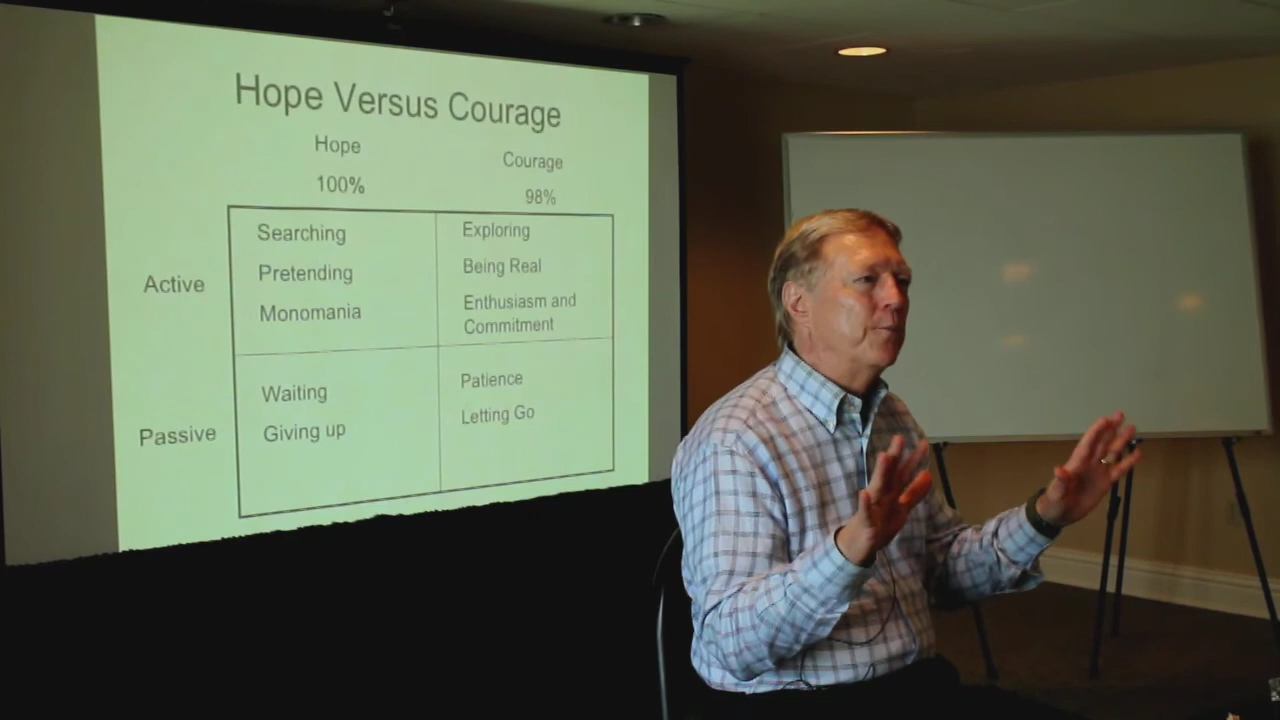 Hope Versus Courage
Hope
Courage
100%
98%
Active
Searching
Pretending
Monomania
Exploring
Being Real
Enthusiasm and
Commitment
Passive
Waiting
Giving up
Patience
Letting Go